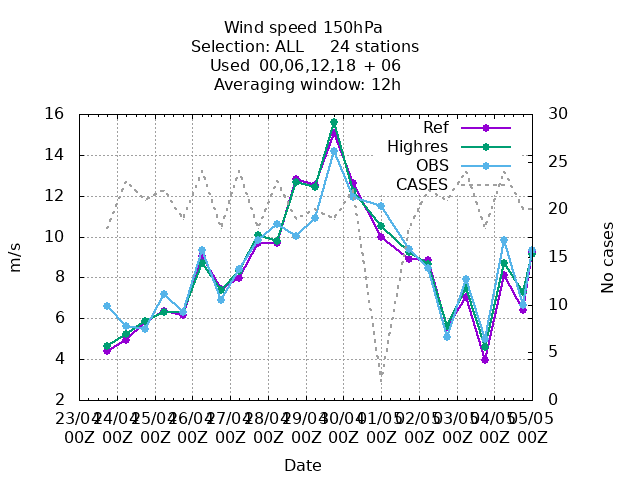 Wind speed 150hPa
Selection: ALL 24 stations
Used 00,06,12,18 + 06
Averaging window: 12h
16 30
14 25
12 20
10 15
8 10
6 5
4 0
2
Ref
Highres
OBS
CASES
m/s
No cases
23/04 24/04 25/04 26/04 27/04 28/04 29/04 30/04 01/05 02/05 03/05 04/05 05/05
00Z 00Z 00Z 00Z 00Z 00Z 00Z 00Z 00Z 00Z 00Z 00Z 00Z
Date